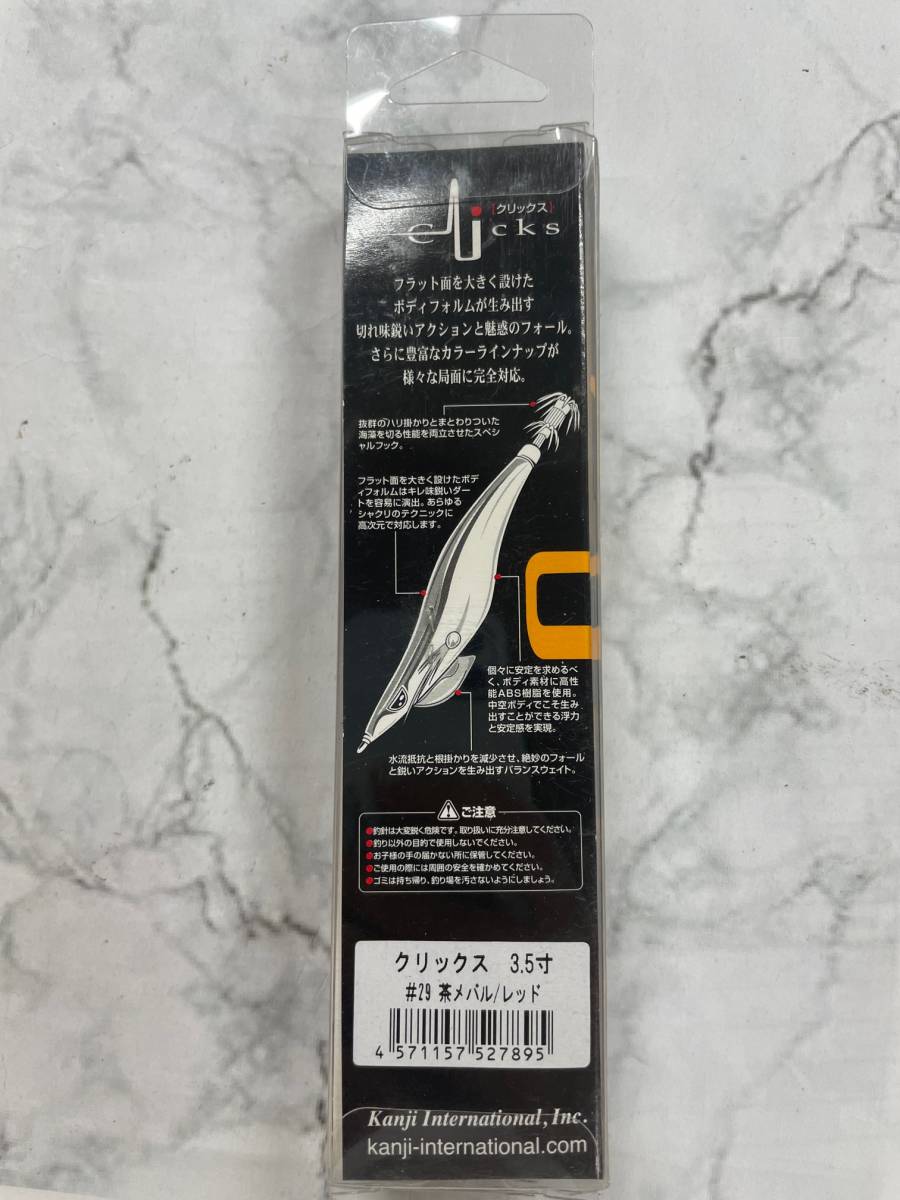 clicks
[クリックス]
フラット面を大きく設けた
ボディフォルムが生み出す
切れ味鋭いアクションと魅惑のフォール。
さらに豊富なカラーラインナップが
様々な局面に完全対応。
抜群のハリ掛かりとまとわりついた
海藻を切る性能を両立させたスペシ
ャルフック。
フラット面を大きく設けたボデ
ィフォルムはキレ味鋭いダー
トを容易に演出。あらゆる
シャクリのテクニックに
高次元で対応します。
個々に安定を求めるべ
く、ボディ素材に高性
能ABS樹脂を使用。
中空ボディでこそ生み
出すことができる浮力
と安定感を実現。
水流抵抗と根掛かりを減少させ、絶妙のフォール
と鋭いアクションを生み出すバランスウェイト。
ご注意
●釣針は大変鋭く危険です。取り扱いに充分注意してください。
●釣り以外の目的で使用しないでください。
●お子様の手の届かない所に保管してください。
●ご使用の際には周囲の安全を確かめてください。
●ゴミは持ち帰り、釣り場を汚さないようにしましょう。
クリックス 3.5寸
#29 茶メバル/レッド
4 571157 527895
Kanji International, Inc.
kanji-international.com